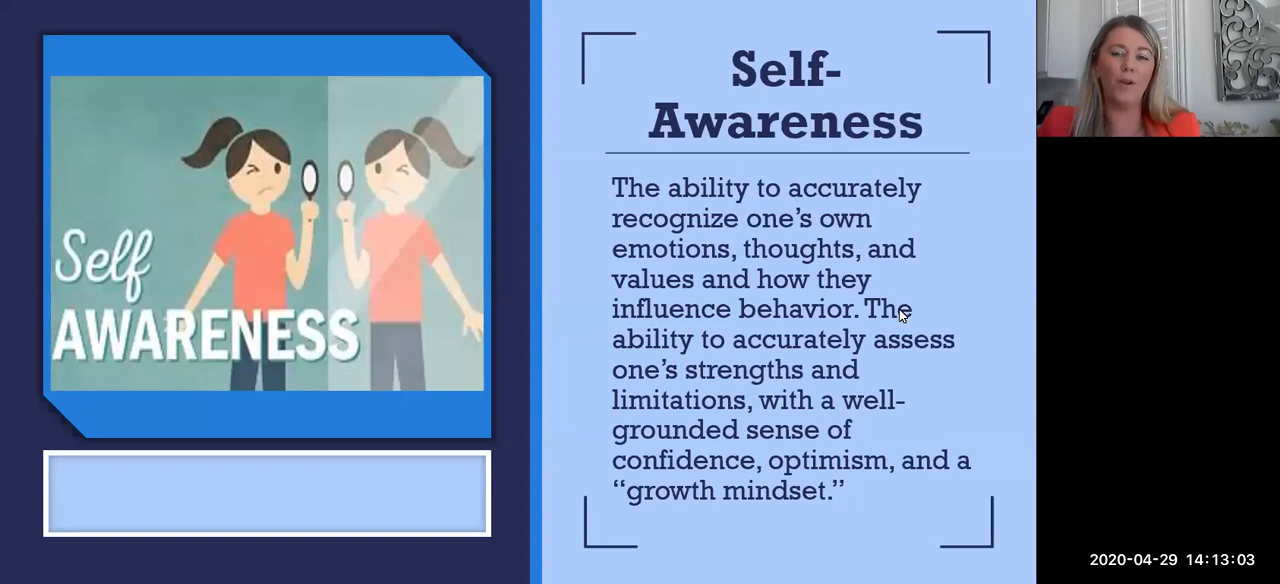 Self
AWARENESS
Self-
Awareness
The ability to accurately
recognize one’s own
emotions, thoughts, and
values and how they
influence behavior. The
ability to accurately assess
one’s strengths and
limitations, with a well-
grounded sense of
confidence, optimism, and a
“growth mindset.”
2020-04-29 14:13:03